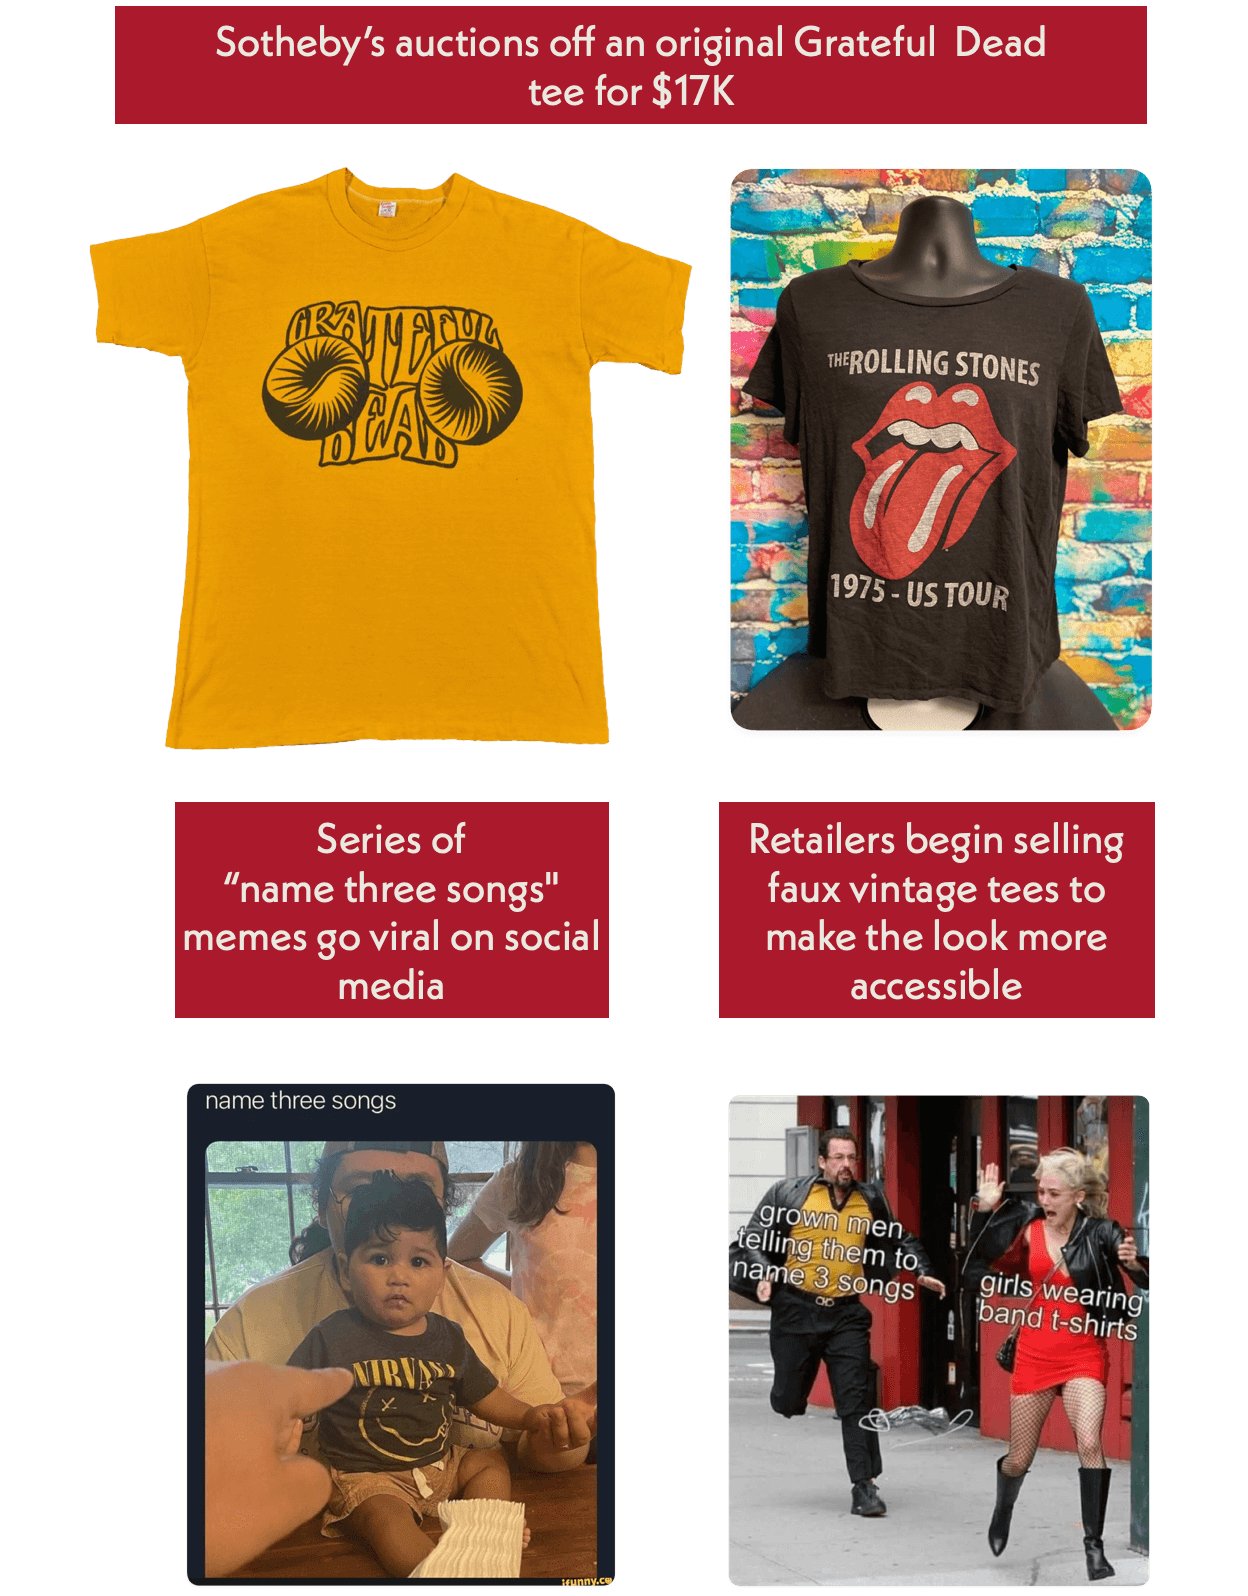 Sotheby’s auctions off an original Grateful  Dead
tee for $17K
GRATEFUL
DEAD
THE ROLLING STONES
1975 - US TOUR
Series of
“name three songs"
memes go viral on social
media
Retailers begin selling
faux vintage tees to
make the look more
accessible
name three songs
NIRVANA
ifunny.co
grown men
telling them to
name 3 songs
girls wearing
band t-shirts